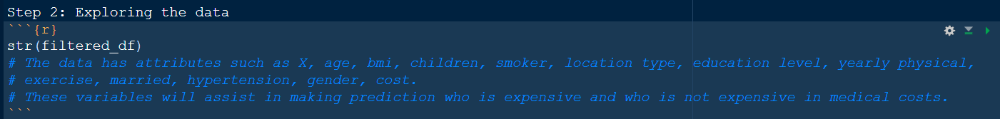 Step 2: Exploring the data
```{r}
str(filtered_df)
# The data has attributes such as X, age, bmi, children, smoker, location type, education level, yearly physical,
# exercise, married, hypertension, gender, cost.
# These variables will assist in making prediction who is expensive and who is not expensive in medical costs.
```